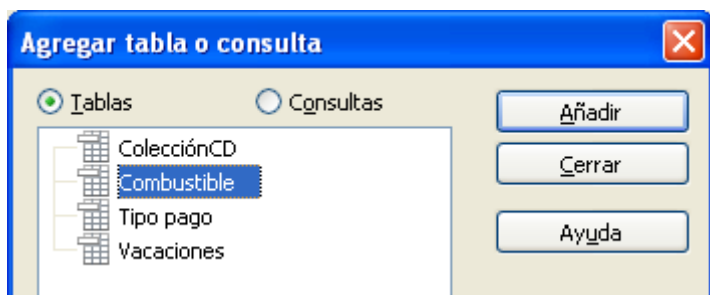 Agregar tabla o consulta
Tablas Consultas
Añadir
ColecciónCD
Combustible
Cerrar
Tipo pago
Ayuda
Vacaciones